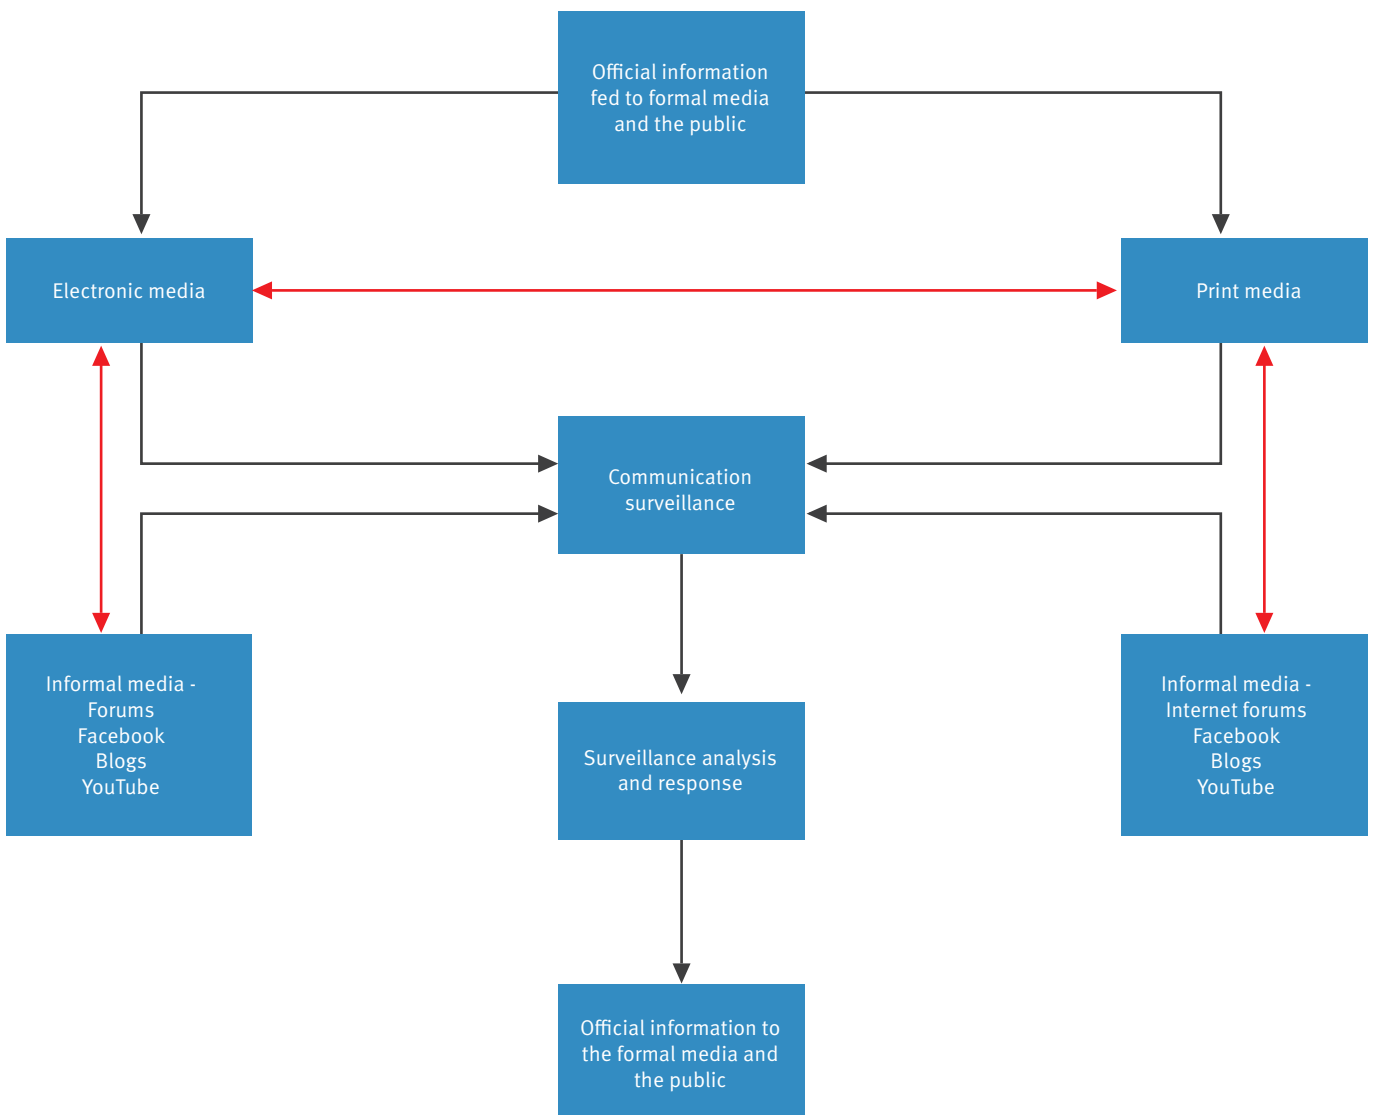 Official information
fed to formal media
and the public
Electronic media
Print media
Communication
surveillance
Informal media -
Forums
Facebook
Blogs
YouTube
Surveillance analysis
and response
Informal media -
Internet forums
Facebook
Blogs
YouTube
Official information to
the formal media and
the public